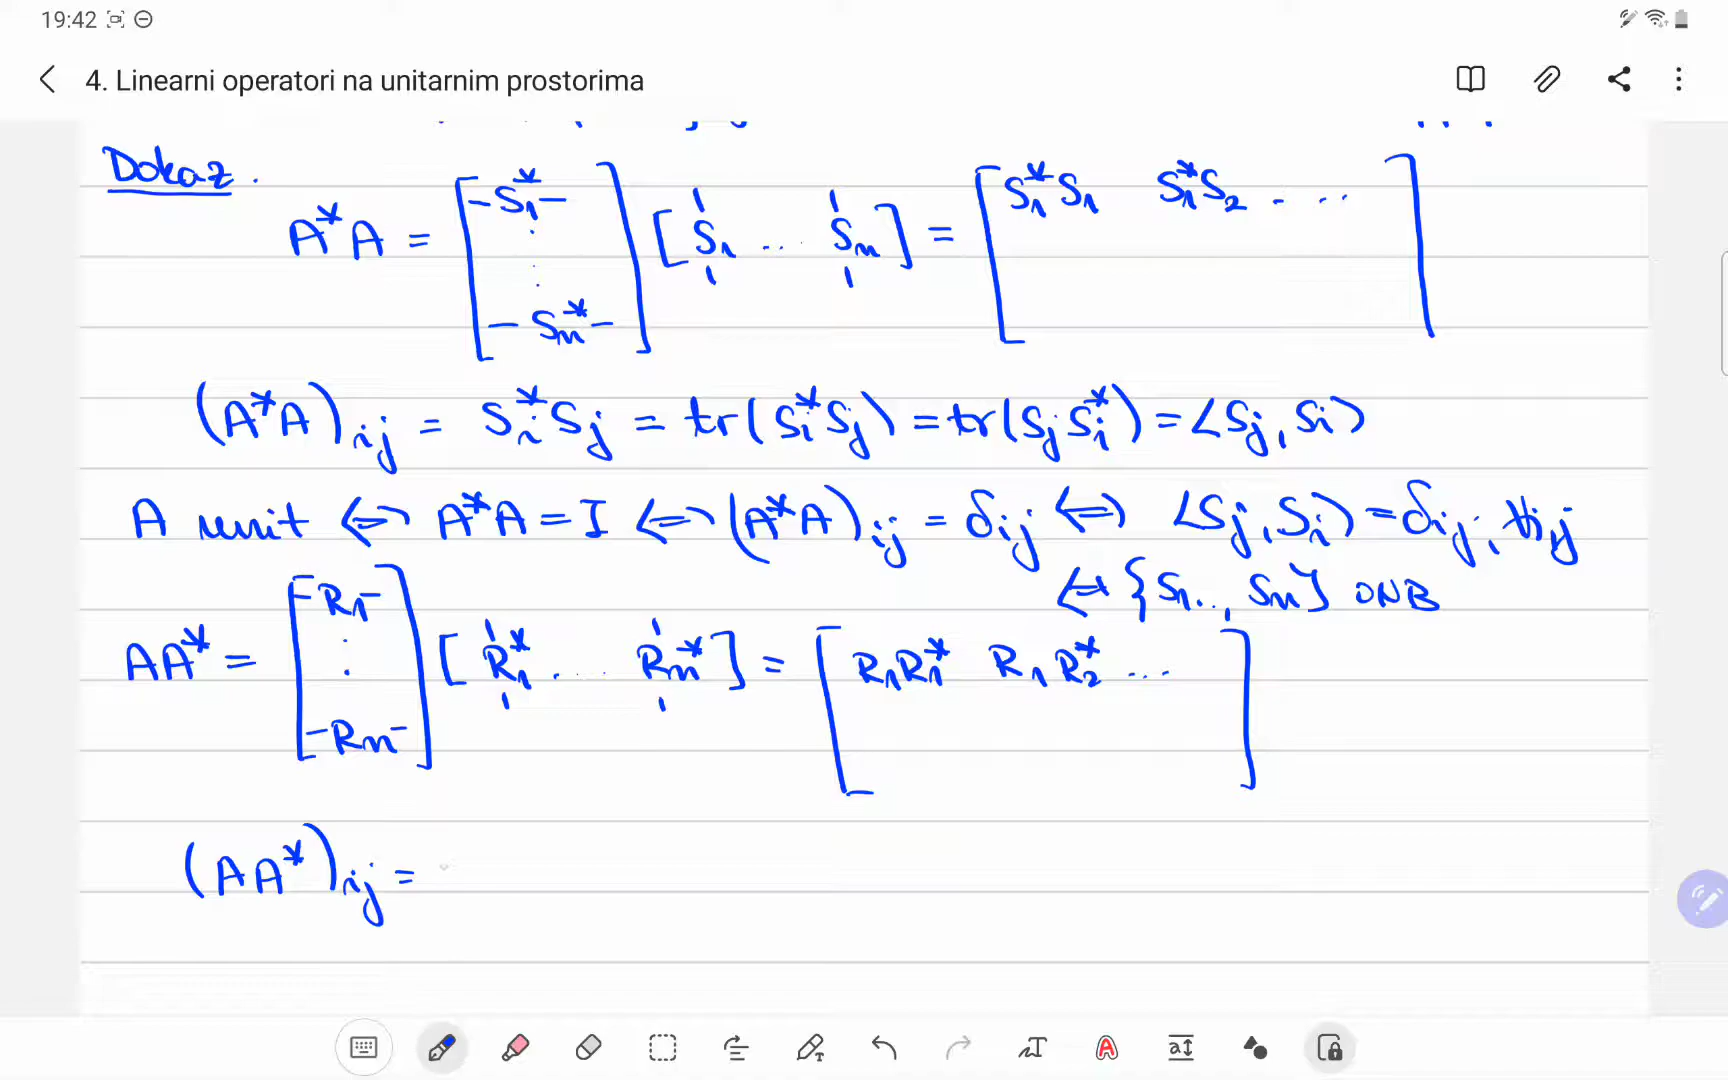 19:42
4. Linearni operatori na unitarnim prostorima
Dokaz.
A*A = [-S₁*- ⋮ -Sₙ*-] [S₁ ... Sₙ] = [S₁*S₁ S₁*S₂ ....]
(A*A)ᵢⱼ = Sᵢ*Sⱼ = tr(Sᵢ*Sⱼ) = tr(SⱼSᵢ*) = ⟨Sⱼ, Sᵢ⟩
A unit ⇔ A*A = I ⇔ (A*A)ᵢⱼ = δᵢⱼ ⇔ ⟨Sⱼ, Sᵢ⟩ = δᵢⱼ, ∀i,j
⇔ {S₁..., Sₙ} ONB
AA* = [-R₁- ⋮ -Rₙ-] [R₁* ... Rₙ*] = [R₁R₁* R₁R₂* ...]
(AA*)ᵢⱼ =